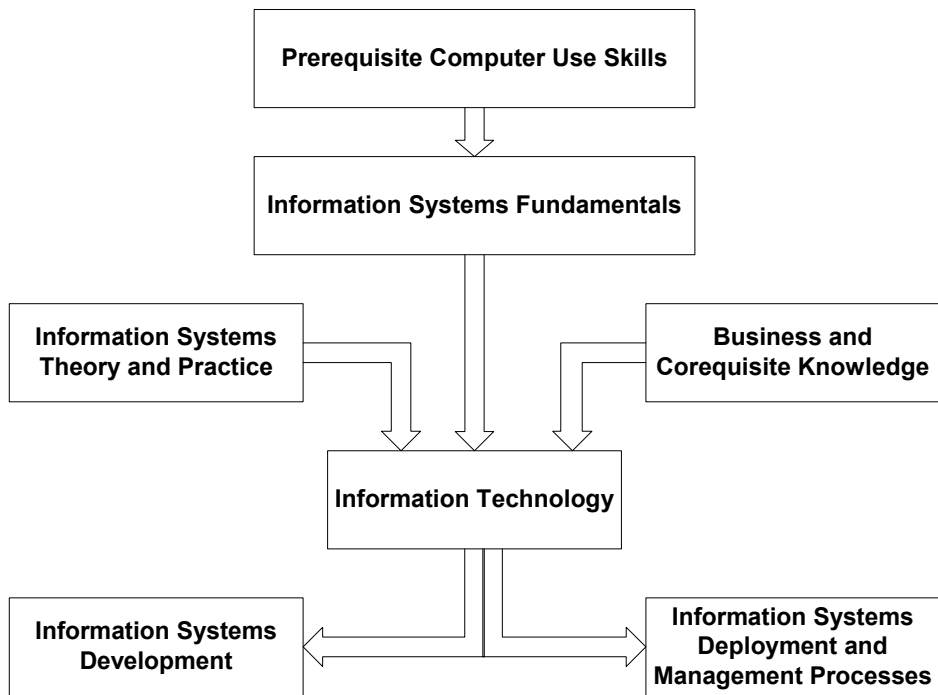 Prerequisite Computer Use Skills
Information Systems Fundamentals
Information Systems
Theory and Practice
Business and
Corequisite Knowledge
Information Technology
Information Systems
Development
Information Systems
Deployment and
Management Processes